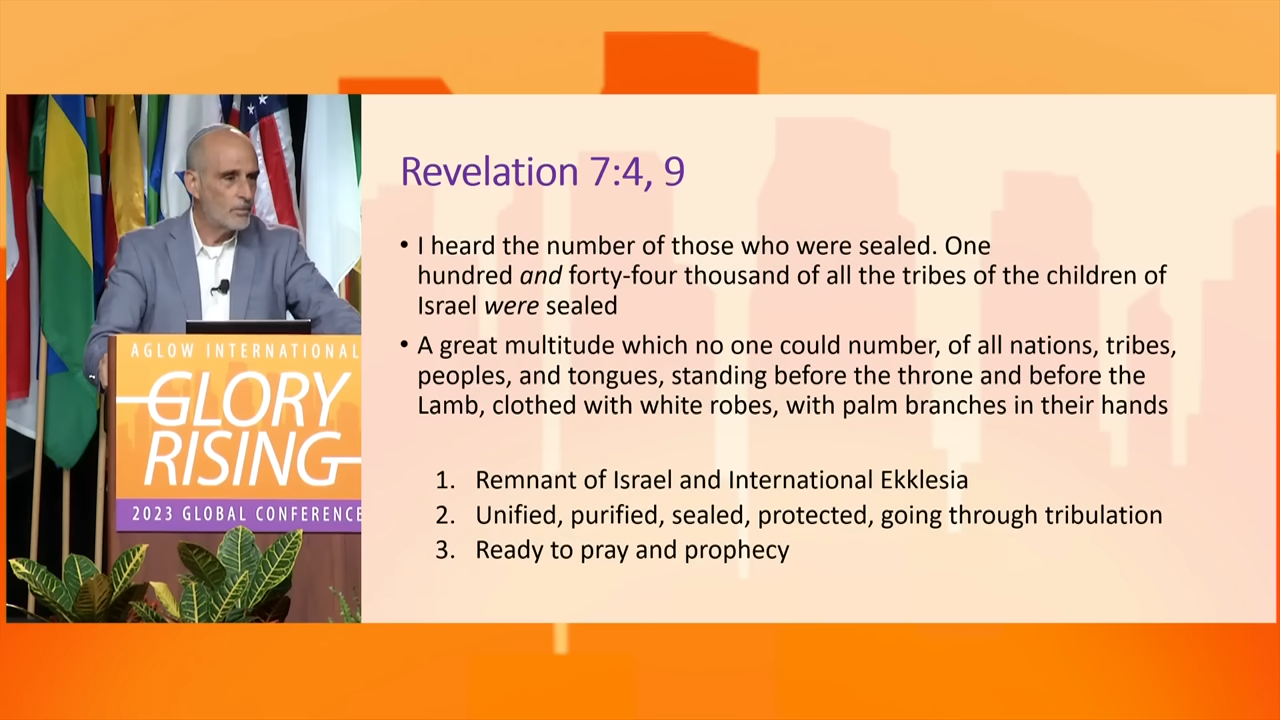 AGLOW INTERNATIONAL
GLORY
RISING
2023 GLOBAL CONFERENCE
Revelation 7:4, 9
• I heard the number of those who were sealed. One
hundred and forty-four thousand of all the tribes of the children of
Israel were sealed
• A great multitude which no one could number, of all nations, tribes,
peoples, and tongues, standing before the throne and before the
Lamb, clothed with white robes, with palm branches in their hands
1. Remnant of Israel and International Ekklesia
2. Unified, purified, sealed, protected, going through tribulation
3. Ready to pray and prophecy